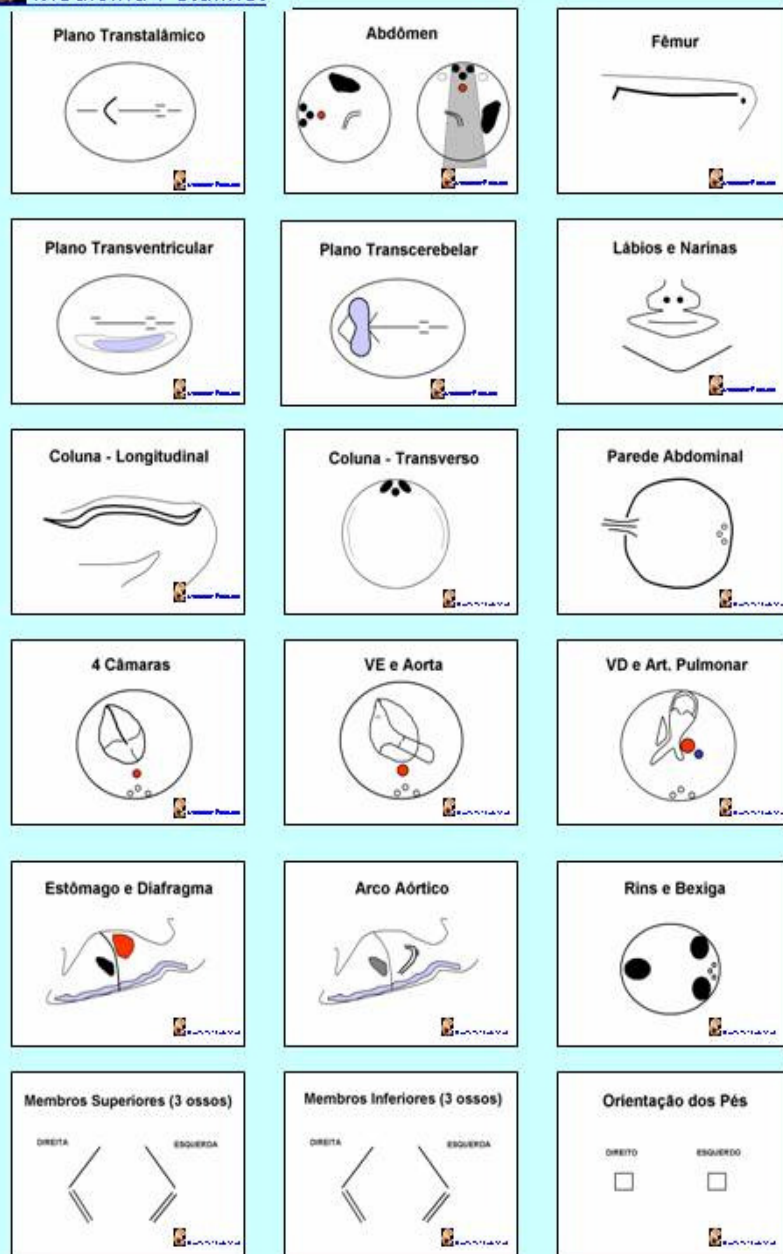 Plano Transtalâmico
Abdômen
Fêmur
Plano Transventricular
Plano Transcerebelar
Lábios e Narinas
Coluna - Longitudinal
Coluna - Transverso
Parede Abdominal
4 Câmaras
VE e Aorta
VD e Art. Pulmonar
Estômago e Diafragma
Arco Aórtico
Rins e Bexiga
Membros Superiores (3 ossos)
DIREITA
ESQUERDA
Membros Inferiores (3 ossos)
DIREITA
ESQUERDA
Orientação dos Pés
DIREITO
ESQUERDO